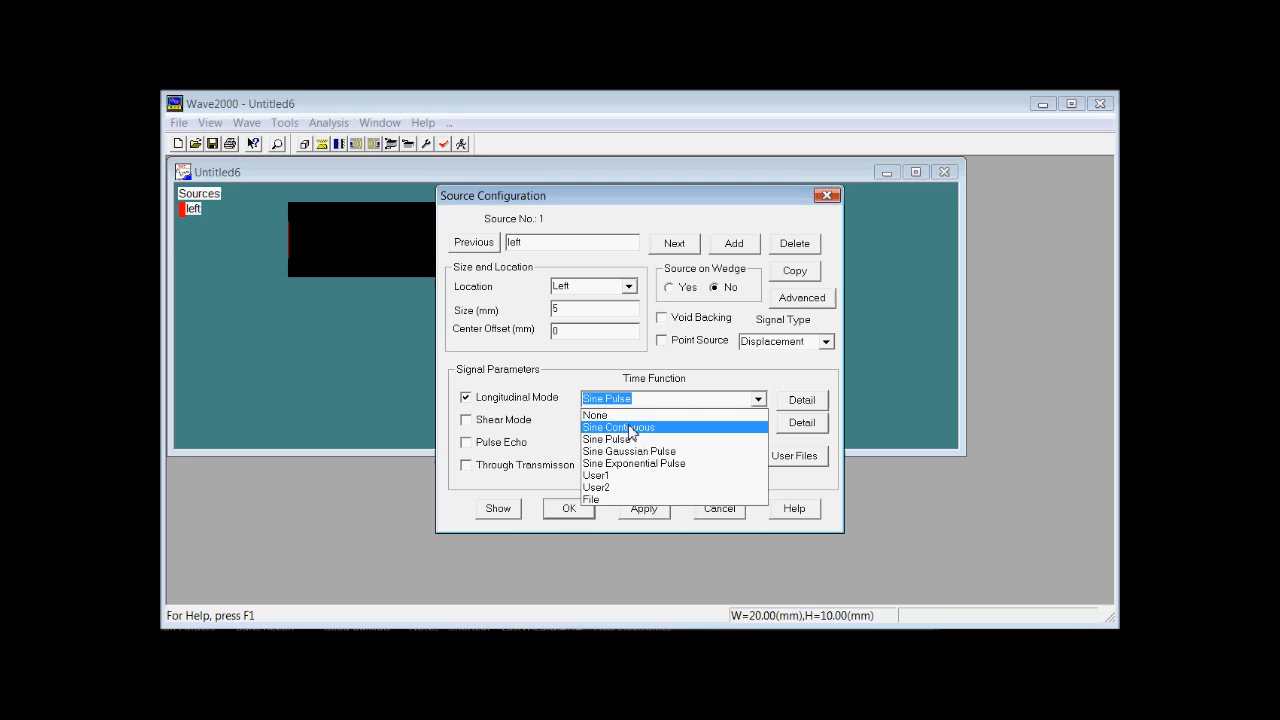 Wave2000 - Untitled6
File View Wave Tools Analysis Window Help ...
Untitled6
Sources
left
Source Configuration
Source No.: 1
Previous left Next Add Delete
Size and Location
Source on Wedge
Copy
Location Left
Yes No
Advanced
Size (mm) 5
Void Backing
Signal Type
Center Offset (mm) 0
Point Source
Displacement
Signal Parameters
Time Function
Longitudinal Mode Sine Pulse Detail
None
Shear Mode Sine Continuous Detail
Sine Pulse
Pulse Echo Sine Gaussian Pulse User Files
Through Transmisson Sine Exponential Pulse
User1
User2
File
Show OK Apply Cancel Help
For Help, press F1
W=20.00(mm),H=10.00(mm)